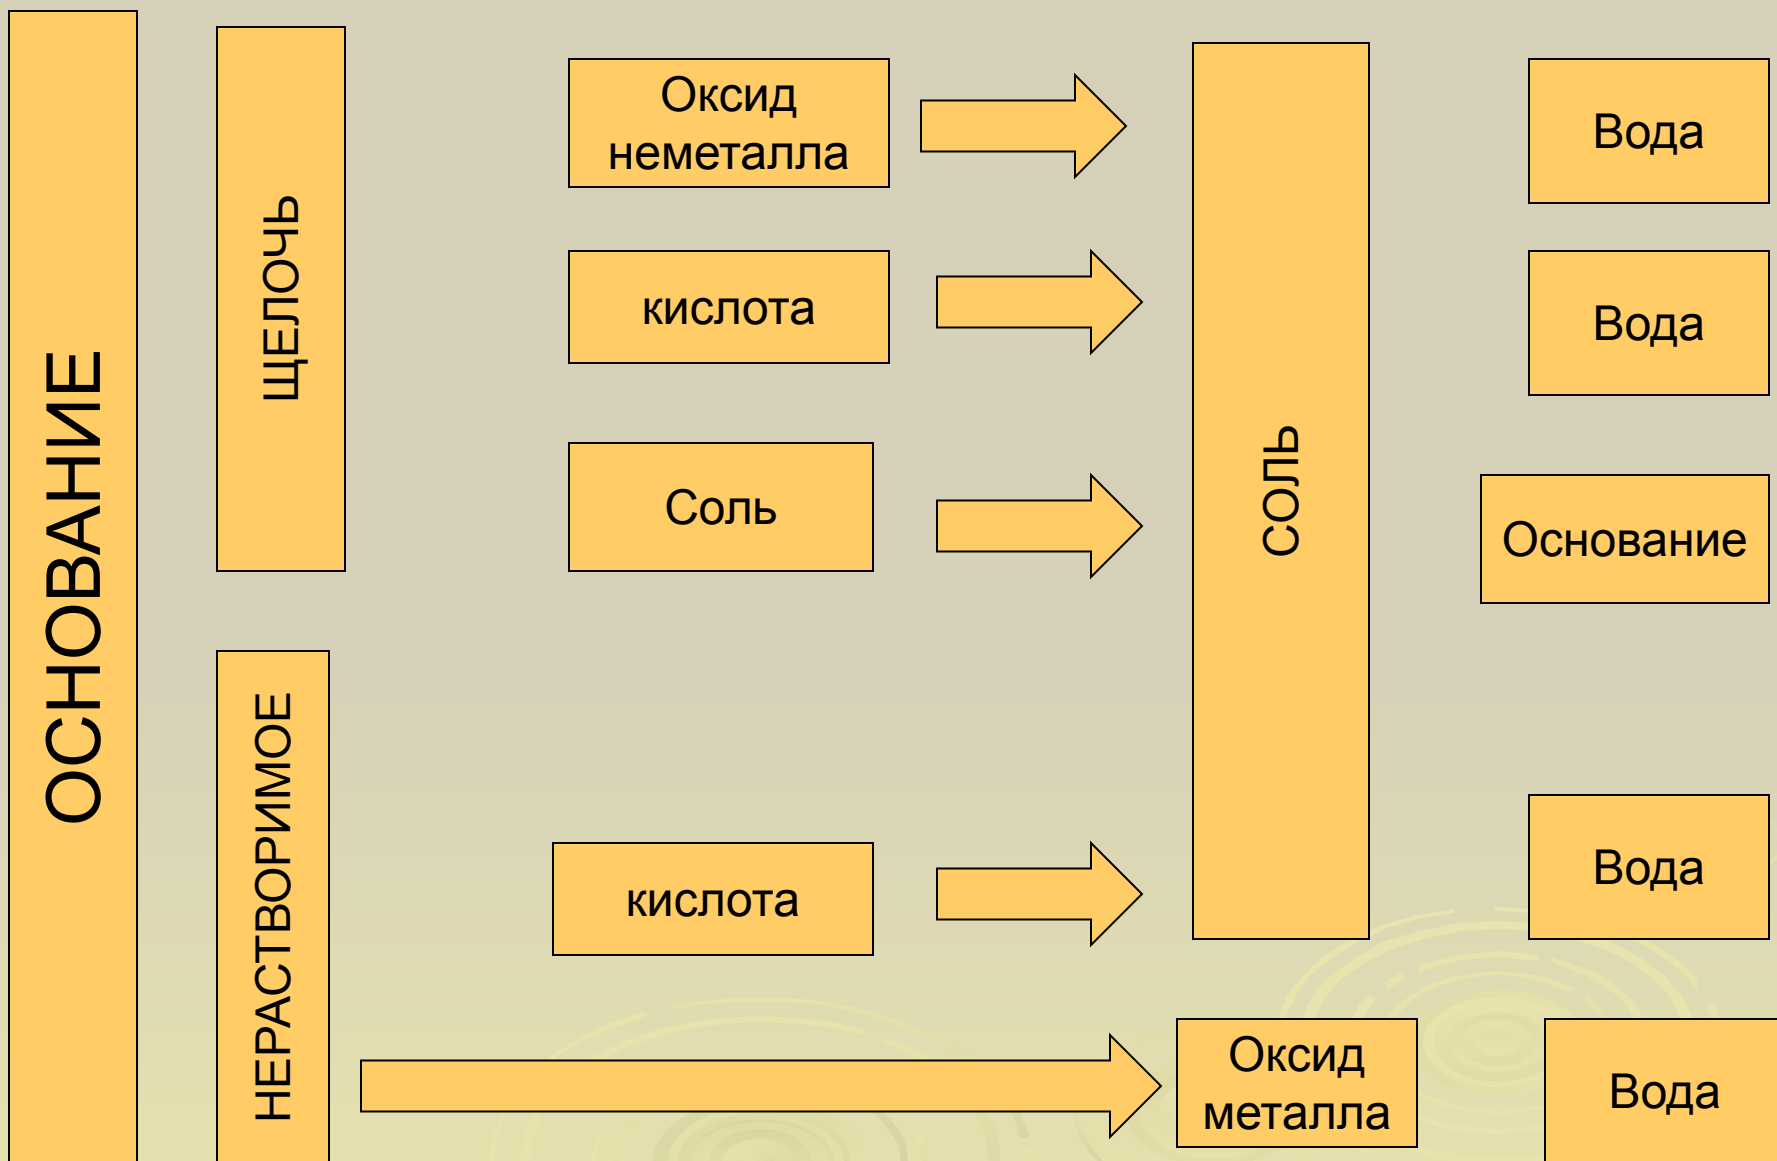 ОСНОВАНИЕ
ЩЕЛОЧЬ
Оксид
неметалла
Вода
кислота
Вода
Соль
СОЛЬ
Основание
НЕРАСТВОРИМОЕ
кислота
Вода
Оксид
металла
Вода